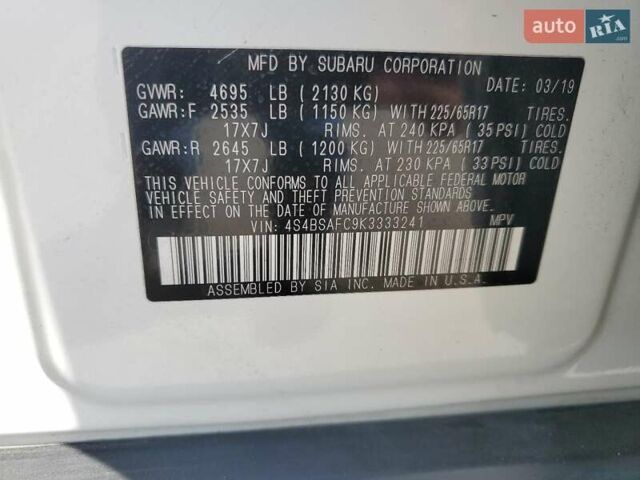 auto RIA
.com
MFD BY SUBARU CORPORATION
GVWR: 4695 LB (2130 KG) DATE: 03/19
GAWR:F 2535 LB (1150 KG) WITH 225/65R17 TIRES.
17X7J RIMS. AT 240 KPA (35 PSI) COLD
GAWR:R 2645 LB (1200 KG) WITH 225/65R17 TIRES.
17X7J RIMS. AT 230 KPA (33 PSI) COLD
THIS VEHICLE CONFORMS TO ALL APPLICABLE FEDERAL MOTOR
VEHICLE SAFETY AND THEFT PREVENTION STANDARDS
IN EFFECT ON THE DATE OF MANUFACTURE SHOWN ABOVE.
VIN: 4S4BSAFC9K3333241 MPV
ASSEMBLED BY SIA INC. MADE IN U.S.A.